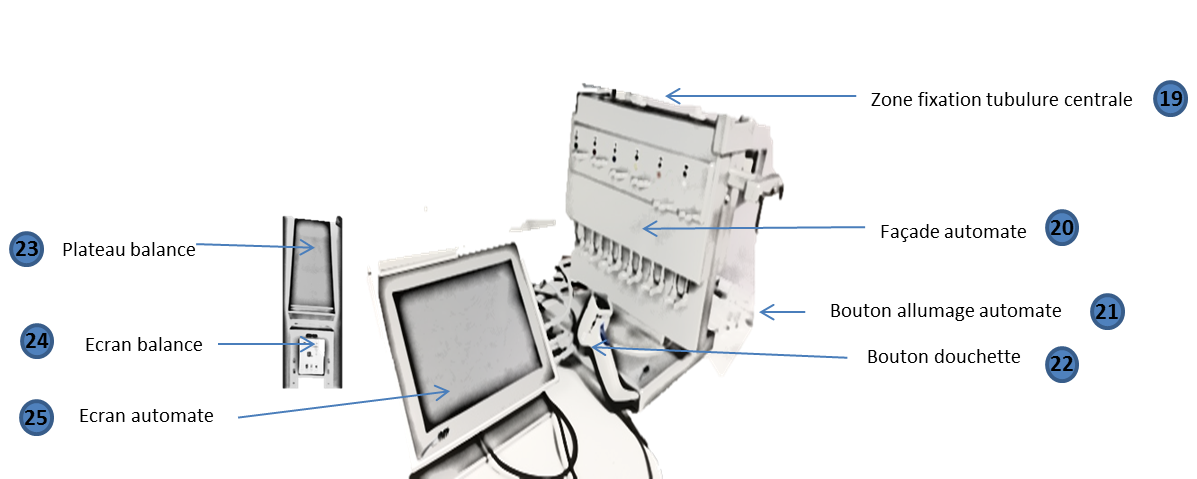 Zone fixation tubulure centrale 19
Façade automate 20
23 Plateau balance
Bouton allumage automate 21
24 Ecran balance
Bouton douchette 22
25 Ecran automate